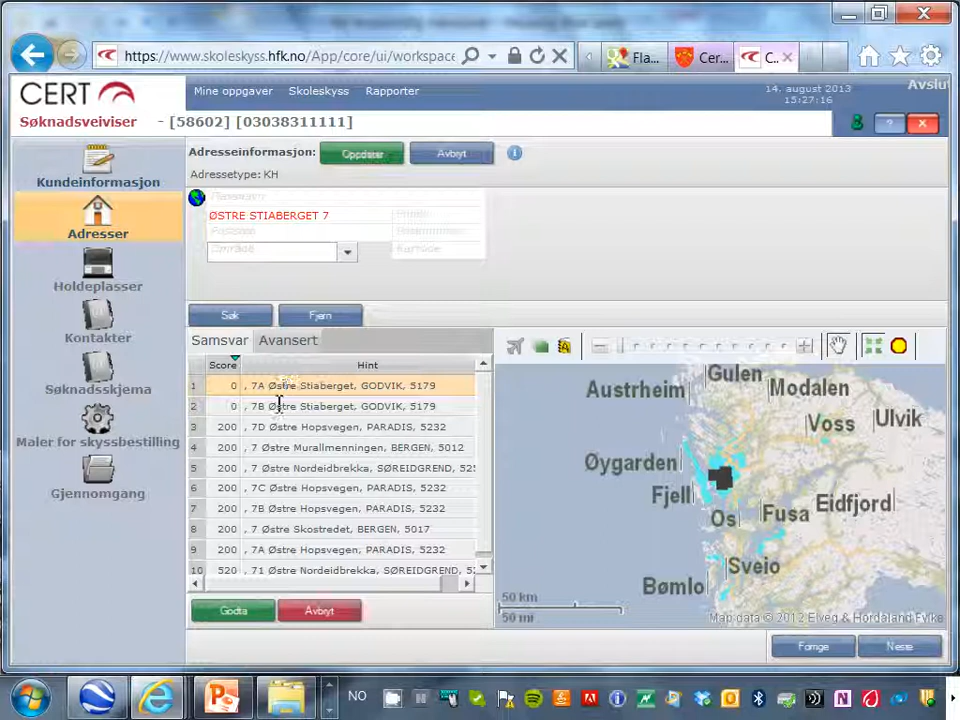 https://www.skoleskyss.hfk.no/App/core/ui/workspace
Fla...
Cer...
C...
CERT
Mine oppgaver
Skoleskyss
Rapporter
14. august 2013
15:27:16
Avslut
Søknadsveiviser
- [58602] [03038311111]
?
Kundeinformasjon
Adresser
Holdeplasser
Kontakter
Søknadsskjema
Maler for skyssbestilling
Gjennomgang
Adresseinformasjon:
Oppdater
Avbryt
Adressetype: KH
ØSTRE STIABERGET 7
Postkode
Område
Søk
Fjern
Samsvar
Avansert
Score
Hint
1 0 , 7A Østre Stiaberget, GODVIK, 5179
2 0 , 7B Østre Stiaberget, GODVIK, 5179
3 200 , 7D Østre Hopsvegen, PARADIS, 5232
4 200 , 7 Østre Murallmenningen, BERGEN, 5012
5 200 , 7 Østre Nordeidbrekka, SØREIDGREND, 525
6 200 , 7C Østre Hopsvegen, PARADIS, 5232
7 200 , 7B Østre Hopsvegen, PARADIS, 5232
8 200 , 7 Østre Skostredet, BERGEN, 5017
9 200 , 7A Østre Hopsvegen, PARADIS, 5232
10 520 , 71 Østre Nordeidbrekka, SØREIDGREND, 5
Godta
Avbryt
Gulen
Austrheim
Modalen
Voss
Ulvik
Øygarden
Fjell
Os
Fusa
Eidfjord
Sveio
Bømlo
50 km
50 mi
Map data © 2012 Elveg & Hordaland Fylke
Forrige
Neste
NO